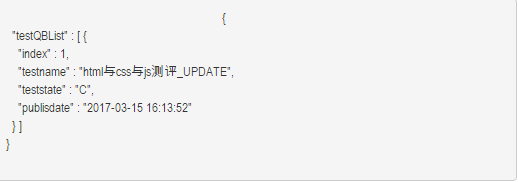 {
"testQBList" : [ {
"index" : 1,
"testname" : "html与css与js测评_UPDATE",
"teststate" : "C",
"publisdate" : "2017-03-15 16:13:52"
} ]
}